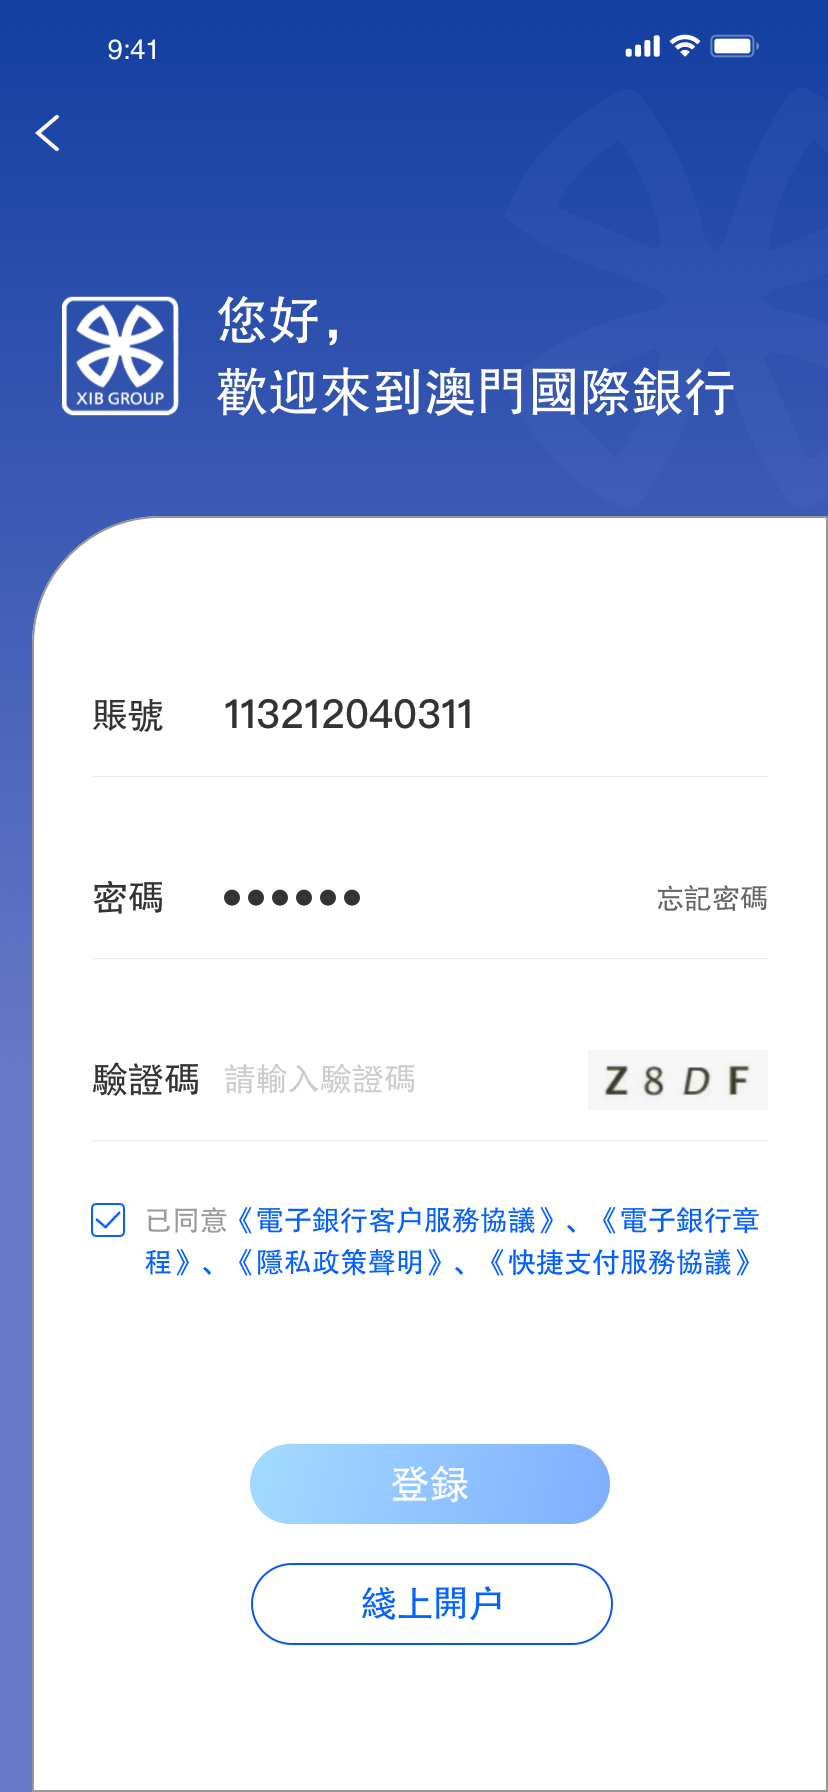 9:41
XIB GROUP
您好,
歡迎來到澳門國際銀行
賬號 113212040311
密碼 ●●●●●● 忘記密碼
驗證碼 請輸入驗證碼 Z 8 D F
已同意《電子銀行客户服務協議》、《電子銀行章
程》、《隱私政策聲明》、《快捷支付服務協議》
登録
綫上開户